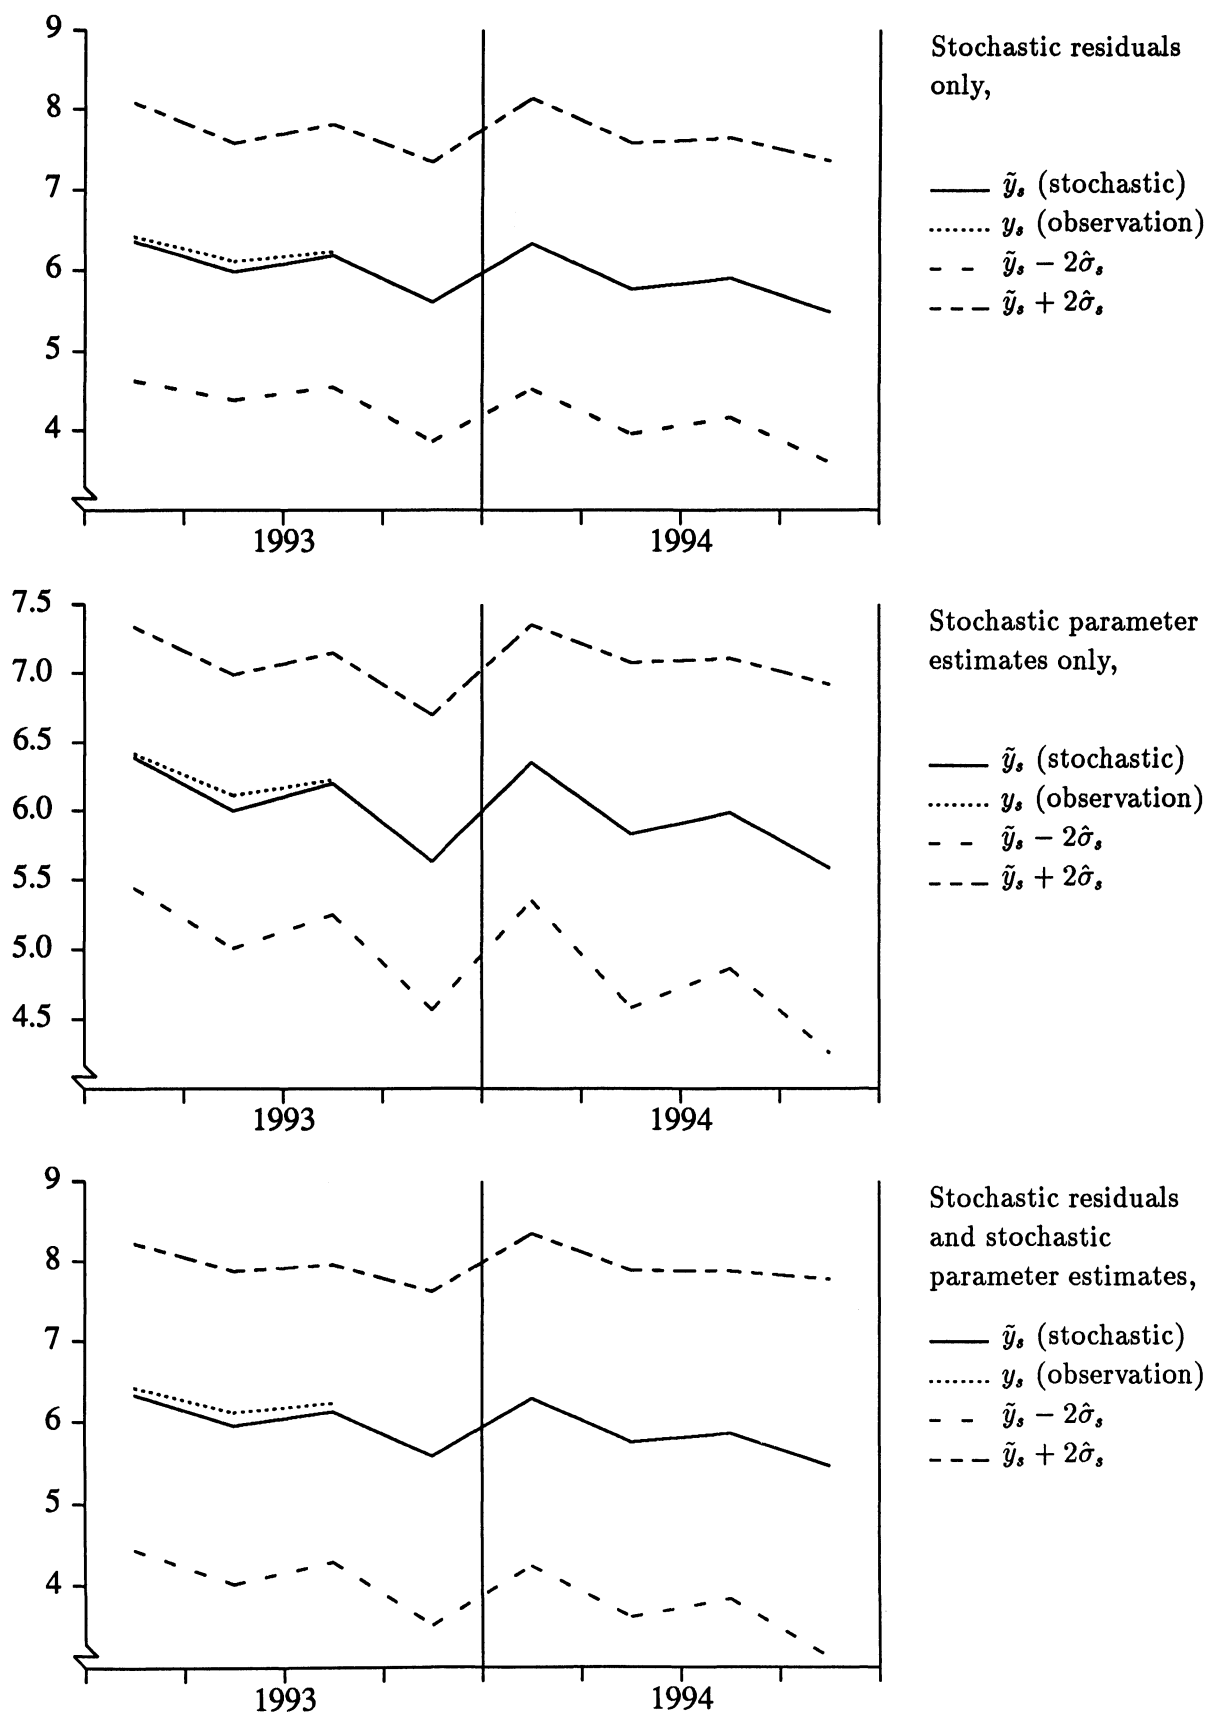 9
8
7
6
5
4
1993 1994
Stochastic residuals
only,
ỹₛ (stochastic)
yₛ (observation)
ỹₛ − 2σ̂ₛ
ỹₛ + 2σ̂ₛ
7.5
7.0
6.5
6.0
5.5
5.0
4.5
1993 1994
Stochastic parameter
estimates only,
ỹₛ (stochastic)
yₛ (observation)
ỹₛ − 2σ̂ₛ
ỹₛ + 2σ̂ₛ
9
8
7
6
5
4
1993 1994
Stochastic residuals
and stochastic
parameter estimates,
ỹₛ (stochastic)
yₛ (observation)
ỹₛ − 2σ̂ₛ
ỹₛ + 2σ̂ₛ